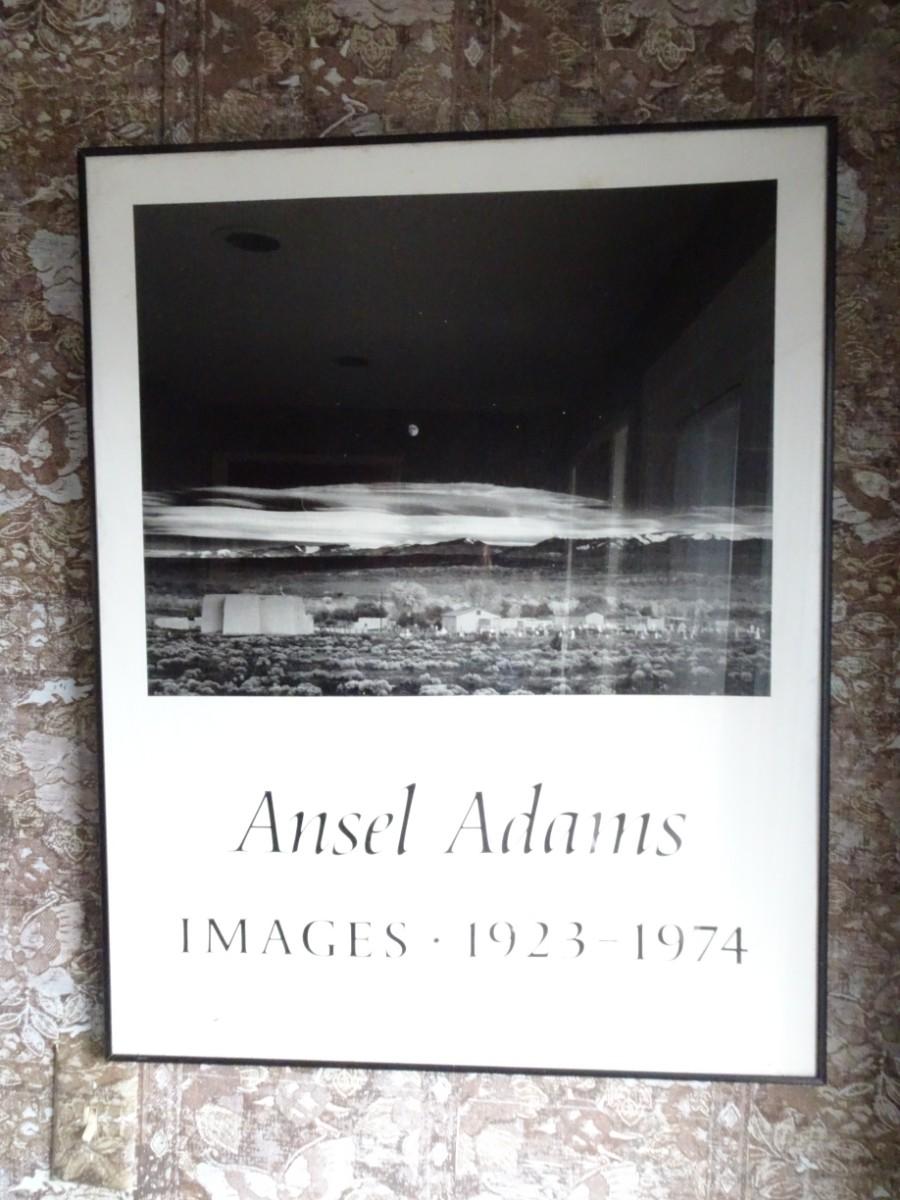 Ansel Adams
IMAGES · 1923-1974